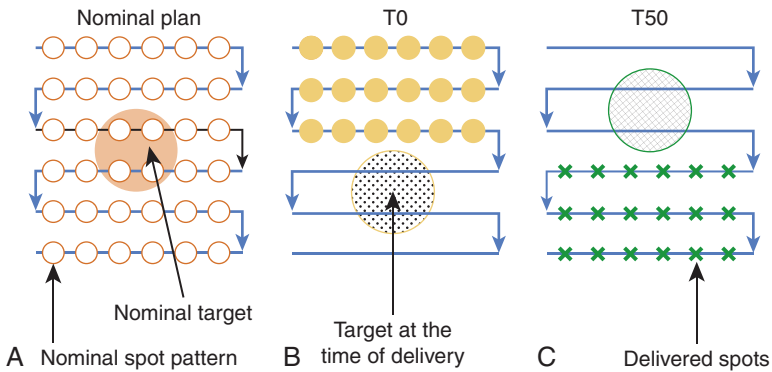 Nominal plan
T0
T50
Nominal target
A
Nominal spot pattern
B
Target at the
time of delivery
C
Delivered spots